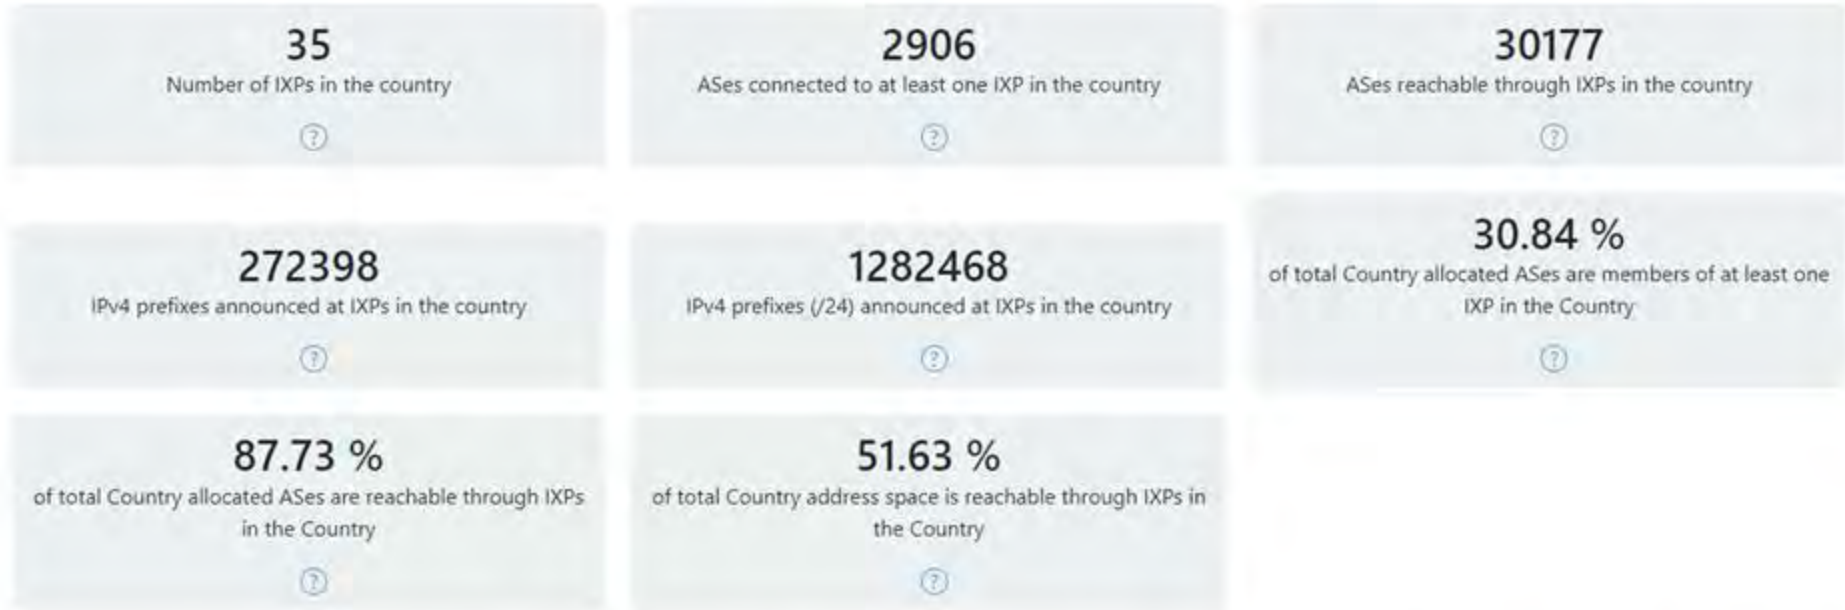 35
Number of IXPs in the country
?
2906
ASes connected to at least one IXP in the country
?
30177
ASes reachable through IXPs in the country
?
272398
IPv4 prefixes announced at IXPs in the country
?
1282468
IPv4 prefixes (/24) announced at IXPs in the country
?
30.84 %
of total Country allocated ASes are members of at least one
IXP in the Country
?
87.73 %
of total Country allocated ASes are reachable through IXPs
in the Country
?
51.63 %
of total Country address space is reachable through IXPs in
the Country
?